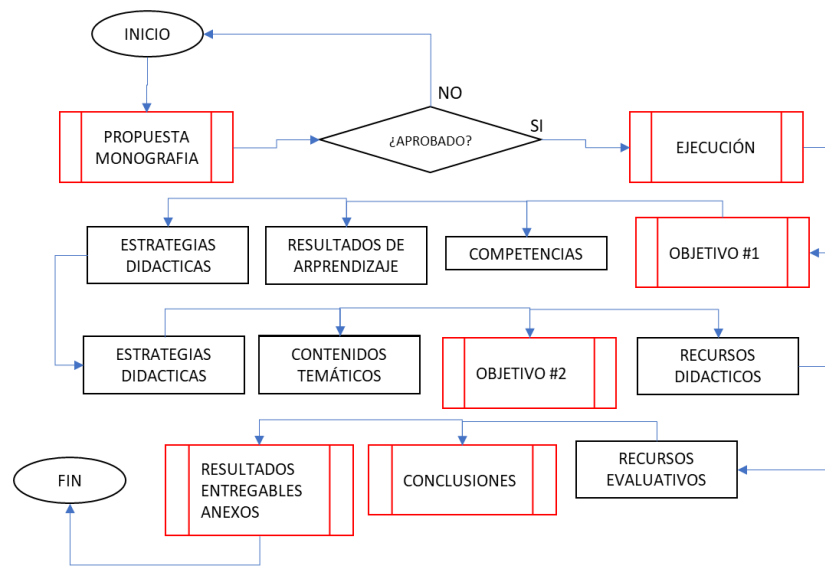 INICIO
NO
PROPUESTA
MONOGRAFIA
¿APROBADO?
SI
EJECUCIÓN
ESTRATEGIAS
DIDACTICAS
RESULTADOS DE
ARPRENDIZAJE
COMPETENCIAS
OBJETIVO #1
ESTRATEGIAS
DIDACTICAS
CONTENIDOS
TEMÁTICOS
OBJETIVO #2
RECURSOS
DIDACTICOS
FIN
RESULTADOS
ENTREGABLES
ANEXOS
CONCLUSIONES
RECURSOS
EVALUATIVOS